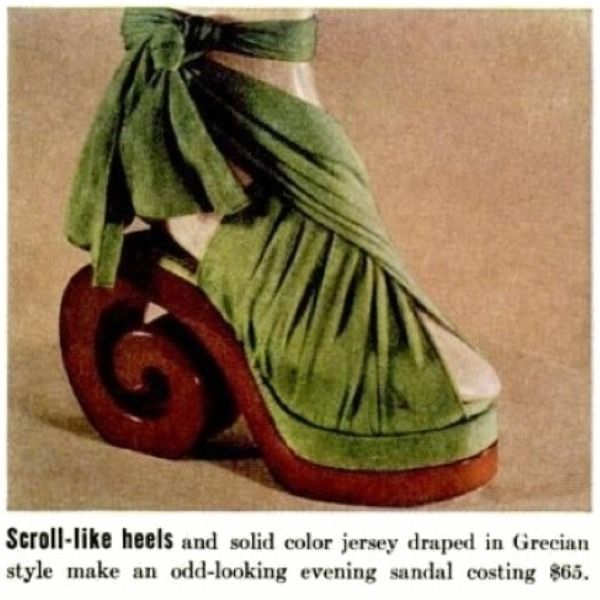 Scroll-like heels and solid color jersey draped in Grecian
style make an odd-looking evening sandal costing $65.